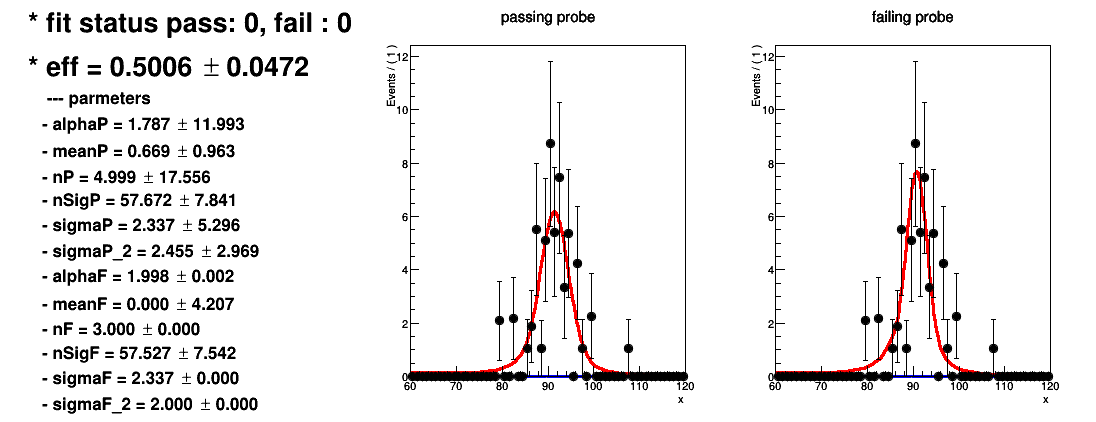 * fit status pass: 0, fail : 0
* eff = 0.5006 ± 0.0472
--- parmeters
- alphaP = 1.787 ± 11.993
- meanP = 0.669 ± 0.963
- nP = 4.999 ± 17.556
- nSigP = 57.672 ± 7.841
- sigmaP = 2.337 ± 5.296
- sigmaP_2 = 2.455 ± 2.969
- alphaF = 1.998 ± 0.002
- meanF = 0.000 ± 4.207
- nF = 3.000 ± 0.000
- nSigF = 57.527 ± 7.542
- sigmaF = 2.337 ± 0.000
- sigmaF_2 = 2.000 ± 0.000
passing probe
Events / ( 1 )
12
10
8
6
4
2
0
60 70 80 90 100 110 120
x
failing probe
Events / ( 1 )
12
10
8
6
4
2
0
60 70 80 90 100 110 120
x